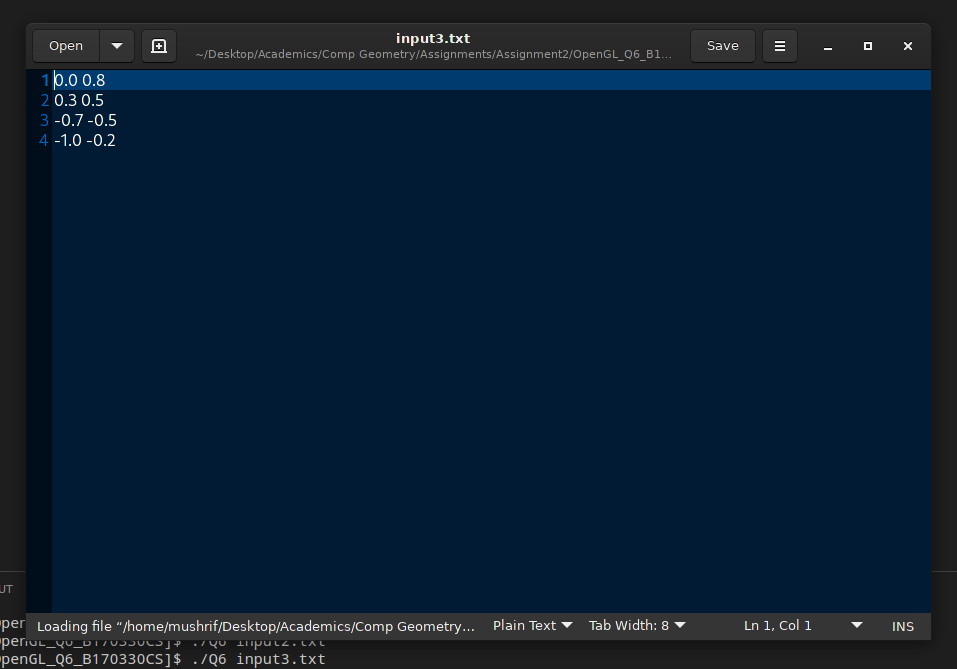 Open
input3.txt
~/Desktop/Academics/Comp Geometry/Assignments/Assignment2/OpenGL_Q6_B1...
Save
1 0.0 0.8
2 0.3 0.5
3 -0.7 -0.5
4 -1.0 -0.2
UT
Loading file “/home/mushrif/Desktop/Academics/Comp Geometry... Plain Text Tab Width: 8 Ln 1, Col 1 INS
penGL_Q6_B170330CS]$ ./Q6 input2.txt
penGL_Q6_B170330CS]$ ./Q6 input3.txt